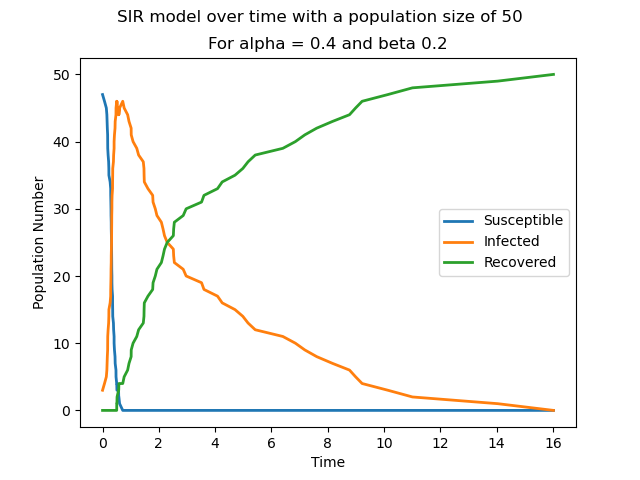 SIR model over time with a population size of 50
For alpha = 0.4 and beta 0.2
Population Number
50
40
30
20
10
0
Susceptible
Infected
Recovered
0 2 4 6 8 10 12 14 16
Time